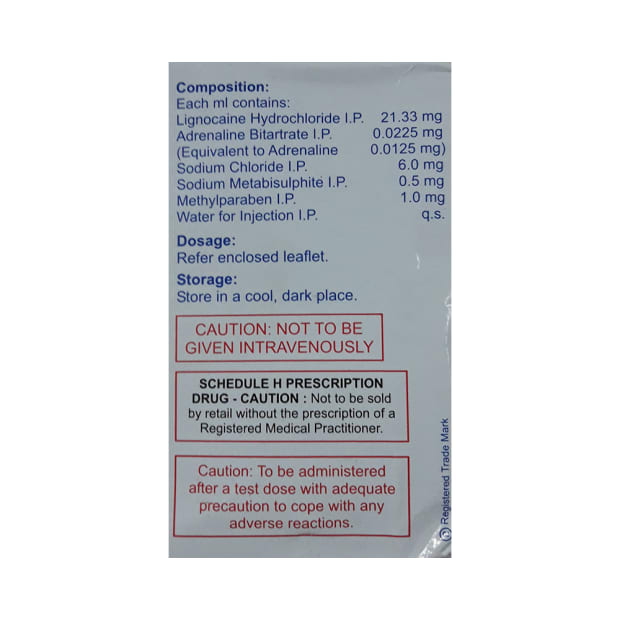 Composition:
Each ml contains:
Lignocaine Hydrochloride I.P. 21.33 mg
Adrenaline Bitartrate I.P. 0.0225 mg
(Equivalent to Adrenaline 0.0125 mg)
Sodium Chloride I.P. 6.0 mg
Sodium Metabisulphite I.P. 0.5 mg
Methylparaben I.P. 1.0 mg
Water for Injection I.P. q.s.
Dosage:
Refer enclosed leaflet.
Storage:
Store in a cool, dark place.
CAUTION: NOT TO BE
GIVEN INTRAVENOUSLY
SCHEDULE H PRESCRIPTION
DRUG - CAUTION : Not to be sold
by retail without the prescription of a
Registered Medical Practitioner.
Caution: To be administered
after a test dose with adequate
precaution to cope with any
adverse reactions.
Registered Trade Mark